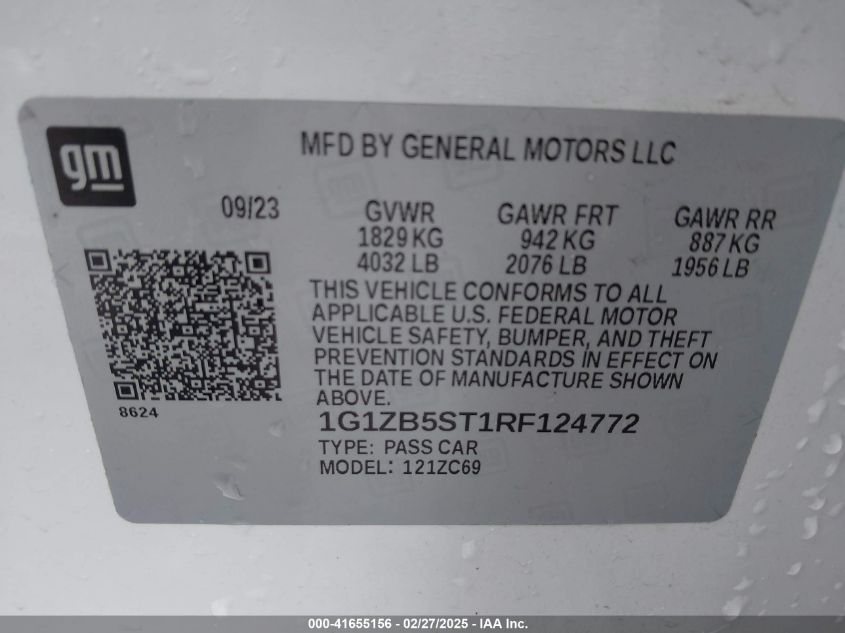 gm
MFD BY GENERAL MOTORS LLC
09/23
GVWR GAWR FRT GAWR RR
1829 KG 942 KG 887 KG
4032 LB 2076 LB 1956 LB
THIS VEHICLE CONFORMS TO ALL
APPLICABLE U.S. FEDERAL MOTOR
VEHICLE SAFETY, BUMPER, AND THEFT
PREVENTION STANDARDS IN EFFECT ON
THE DATE OF MANUFACTURE SHOWN
ABOVE.
8624
1G1ZB5ST1RF124772
TYPE: PASS CAR
MODEL: 121ZC69
000-41655156 - 02/27/2025 - IAA Inc.